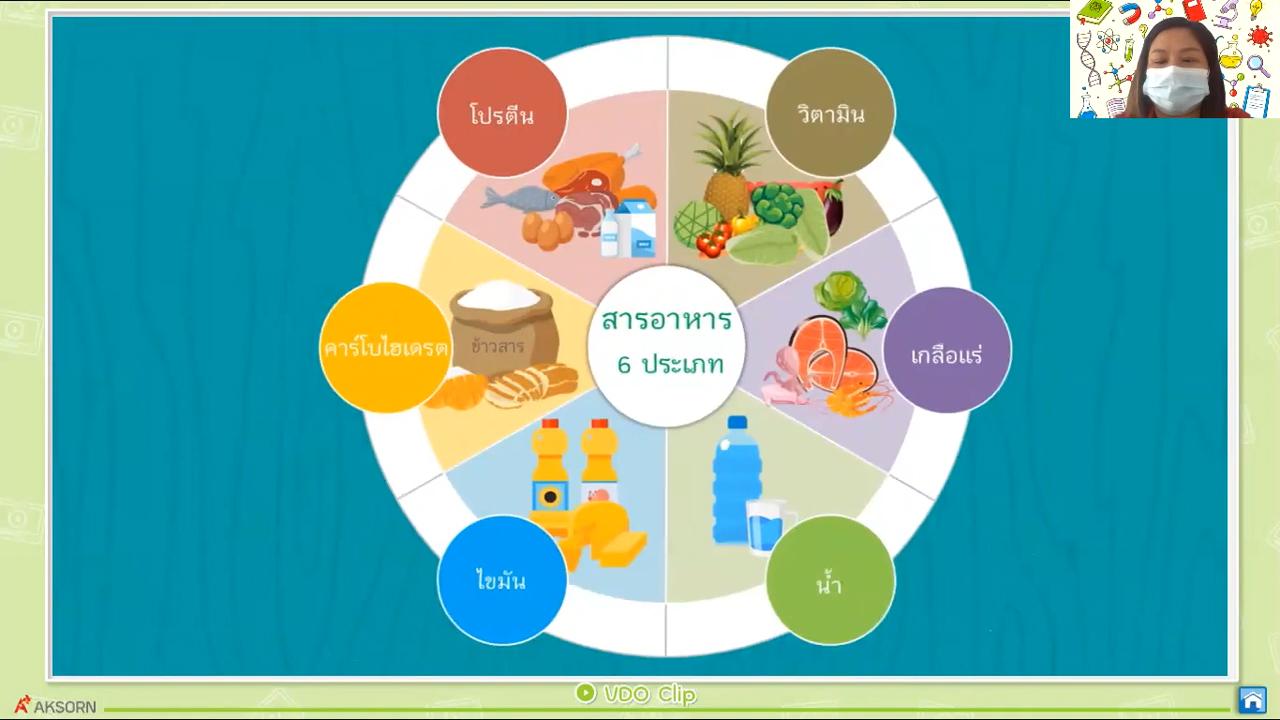 โปรตีน
วิตามิน
คาร์โบไฮเดรต
ข้าวสาร
สารอาหาร
6 ประเภท
เกลือแร่
ไขมัน
น้ำ
VDO Clip
AKSORN